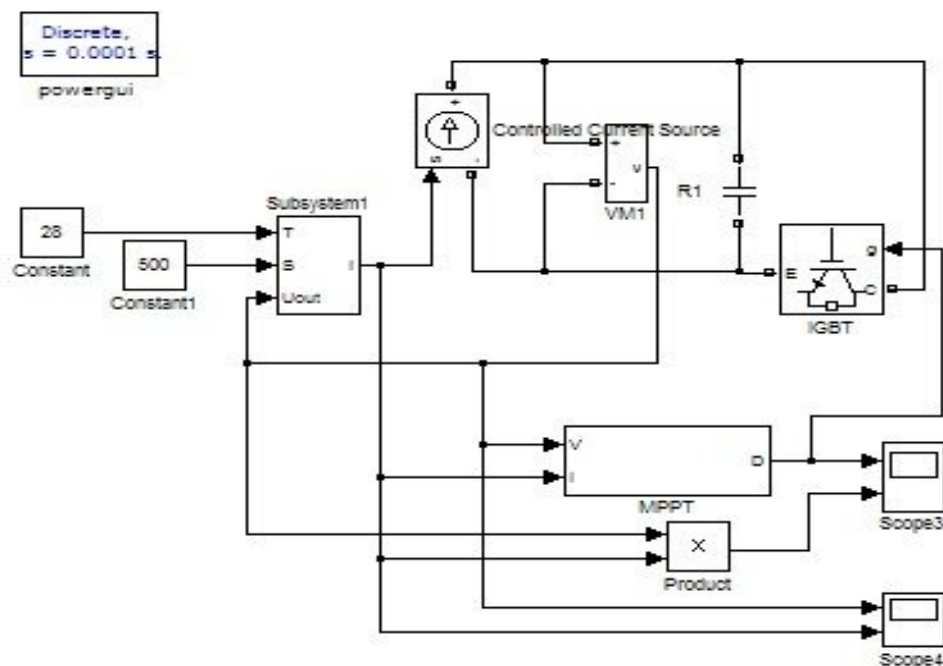 Discrete,
s = 0.0001 s.
powergui
+
Controlled Current Source
s
-
+
v
-
VM1
R1
Subsystem1
28
Constant
T
500
S
I
Constant1
Uout
g
E
C
IGBT
V
D
I
MPPT
Scope3
X
Product
Scope4